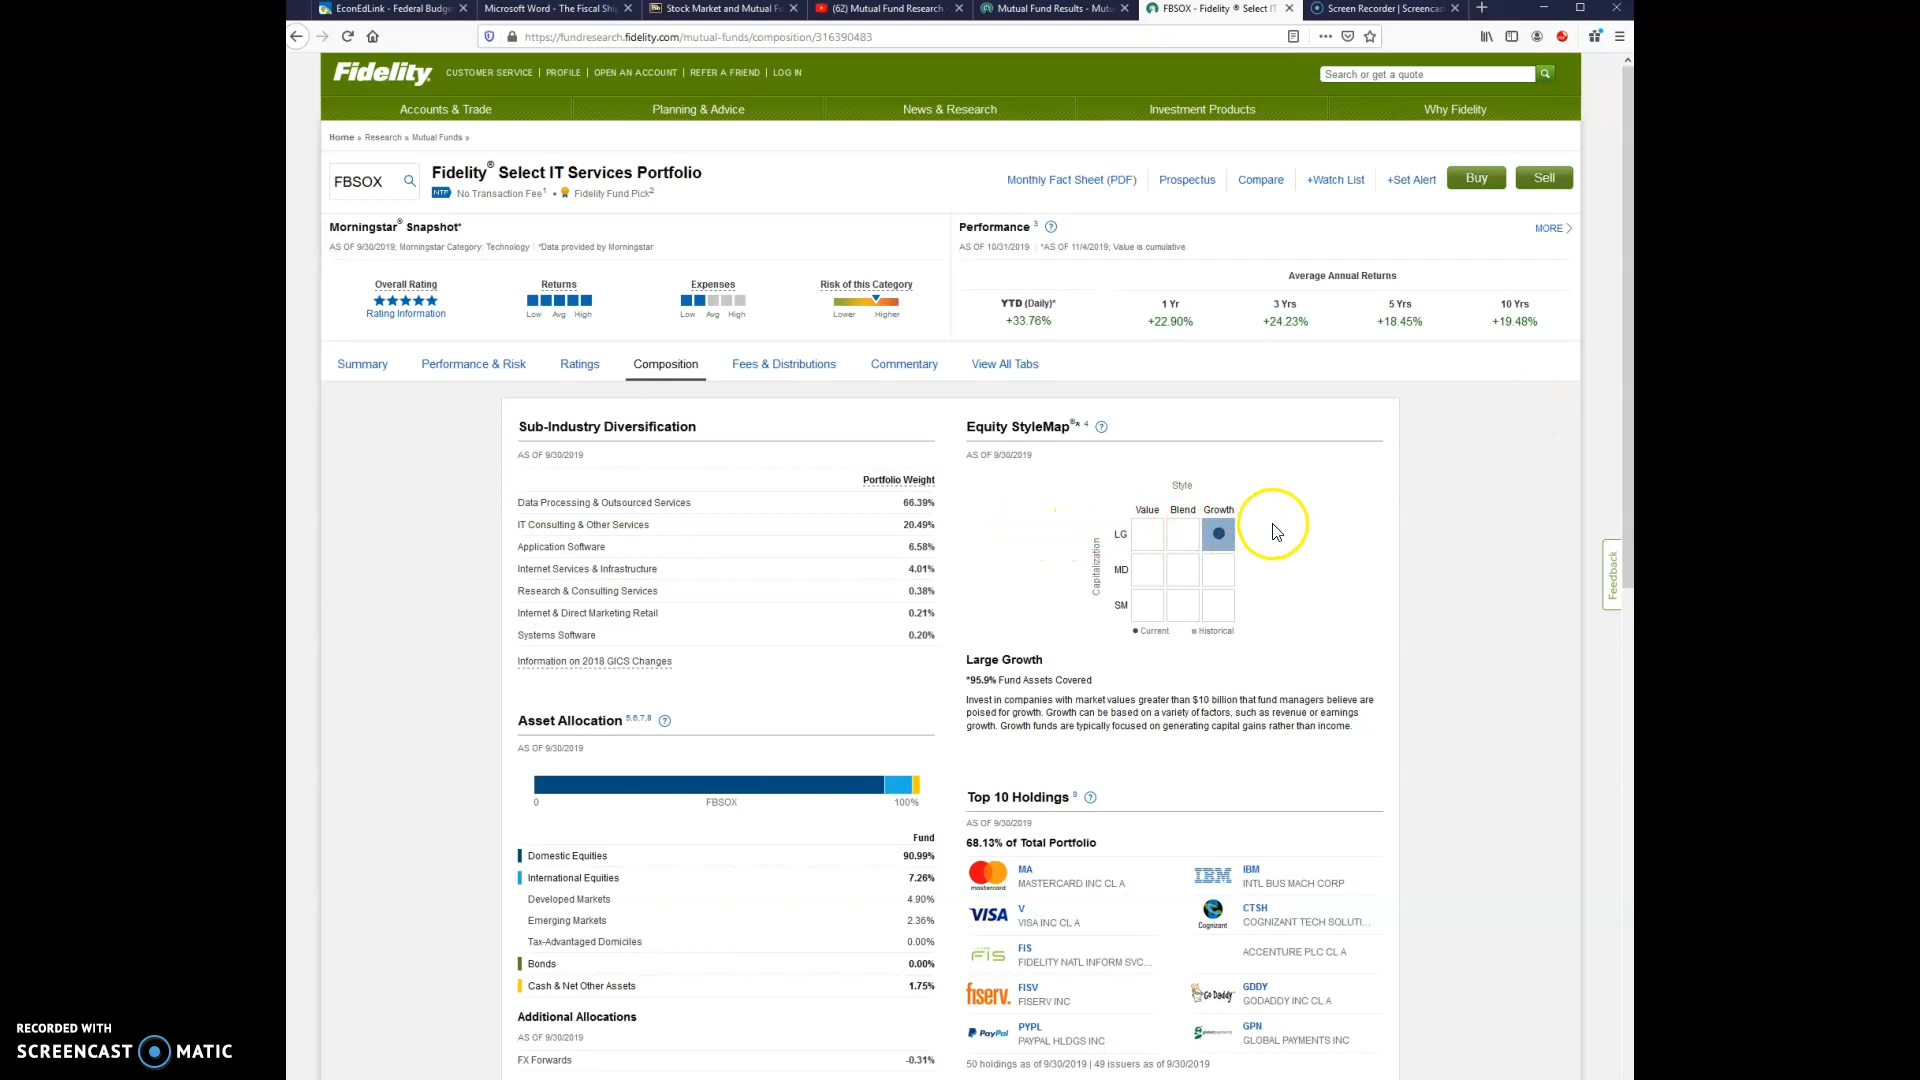 EconEdLink - Federal Budge
Microsoft Word - The Fiscal Shi
Stock Market and Mutual Fu
(62) Mutual Fund Research -
Mutual Fund Results - Mutu
FBSOX - Fidelity ® Select IT
Screen Recorder | Screencas
https://fundresearch.fidelity.com/mutual-funds/composition/316390483
Fidelity
CUSTOMER SERVICE | PROFILE | OPEN AN ACCOUNT | REFER A FRIEND | LOG IN
Search or get a quote
Accounts & Trade
Planning & Advice
News & Research
Investment Products
Why Fidelity
Home » Research » Mutual Funds »
FBSOX
Fidelity® Select IT Services Portfolio
NTF No Transaction Fee1 • Fidelity Fund Pick2
Monthly Fact Sheet (PDF)
Prospectus
Compare
+Watch List
+Set Alert
Buy
Sell
Morningstar® Snapshot*
AS OF 9/30/2019; Morningstar Category: Technology | *Data provided by Morningstar
Overall Rating
Rating Information
Returns
Low Avg High
Expenses
Low Avg High
Risk of this Category
Lower Higher
Performance 3
MORE
AS OF 10/31/2019 | *AS OF 11/4/2019; Value is cumulative
Average Annual Returns
YTD (Daily)* 1 Yr 3 Yrs 5 Yrs 10 Yrs
+33.76% +22.90% +24.23% +18.45% +19.48%
Summary
Performance & Risk
Ratings
Composition
Fees & Distributions
Commentary
View All Tabs
Sub-Industry Diversification
AS OF 9/30/2019
Portfolio Weight
Data Processing & Outsourced Services 66.39%
IT Consulting & Other Services 20.49%
Application Software 6.58%
Internet Services & Infrastructure 4.01%
Research & Consulting Services 0.38%
Internet & Direct Marketing Retail 0.21%
Systems Software 0.20%
Information on 2018 GICS Changes
Asset Allocation 5,6,7,8
AS OF 9/30/2019
0 FBSOX 100%
Fund
Domestic Equities 90.99%
International Equities 7.26%
Developed Markets 4.90%
Emerging Markets 2.36%
Tax-Advantaged Domiciles 0.00%
Bonds 0.00%
Cash & Net Other Assets 1.75%
Additional Allocations
AS OF 9/30/2019
FX Forwards -0.31%
Equity StyleMap®* 4
AS OF 9/30/2019
Style
Value Blend Growth
Capitalization
LG
MD
SM
Current Historical
Large Growth
*95.9% Fund Assets Covered
Invest in companies with market values greater than $10 billion that fund managers believe are
poised for growth. Growth can be based on a variety of factors, such as revenue or earnings
growth. Growth funds are typically focused on generating capital gains rather than income.
Top 10 Holdings 8
AS OF 9/30/2019
68.13% of Total Portfolio
mastercard
MA
MASTERCARD INC CL A
VISA
V
VISA INC CL A
FIS
FIS
FIDELITY NATL INFORM SVC...
fiserv.
FISV
FISERV INC
PayPal
PYPL
PAYPAL HLDGS INC
IBM
IBM
INTL BUS MACH CORP
Cognizant
CTSH
COGNIZANT TECH SOLUTI...
ACCENTURE PLC CL A
Go Daddy
GDDY
GODADDY INC CL A
globalpayments
GPN
GLOBAL PAYMENTS INC
50 holdings as of 9/30/2019 | 49 issuers as of 9/30/2019
Feedback
RECORDED WITH
SCREENCAST MATIC